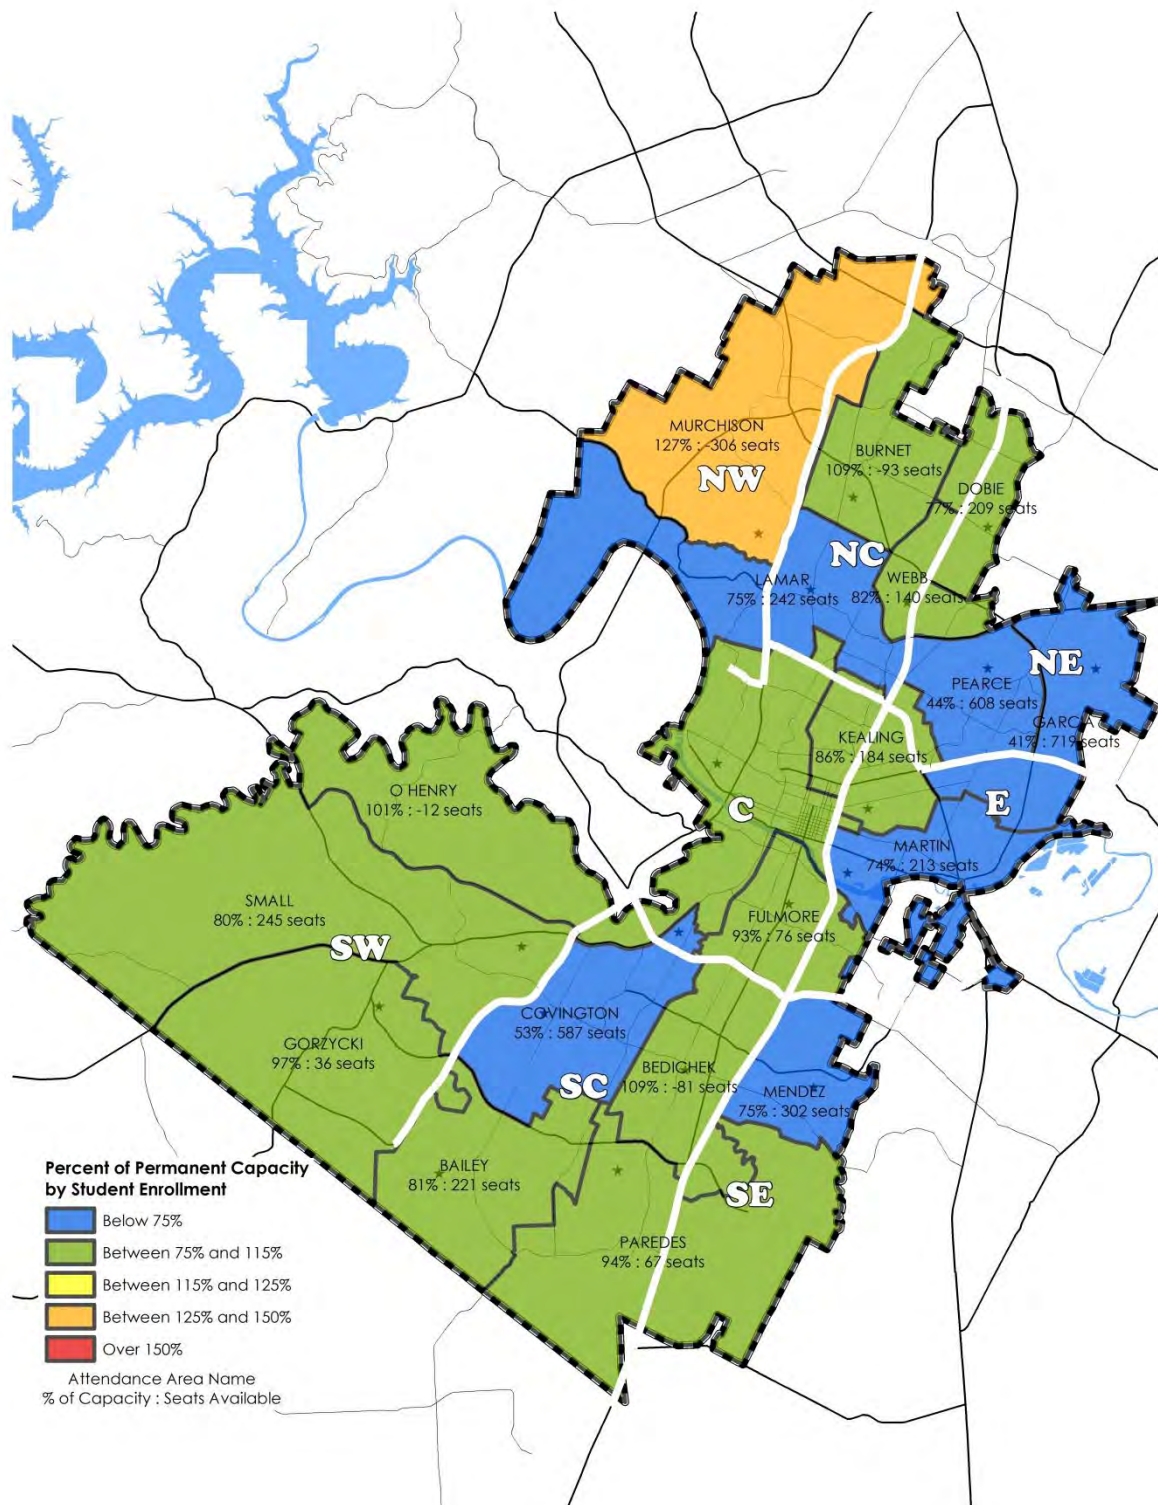 MURCHISON
127% : -306 seats
NW
BURNET
109% : -93 seats
DOBIE
77% : 209 seats
NC
LAMAR
75% : 242 seats
WEBB
82% : 140 seats
NE
PEARCE
44% : 608 seats
GARCIA
41% : 719 seats
KEALING
86% : 184 seats
O HENRY
101% : -12 seats
C
E
MARTIN
74% : 213 seats
SMALL
80% : 245 seats
FULMORE
93% : 76 seats
SW
COVINGTON
53% : 587 seats
GORZYCKI
97% : 36 seats
BEDICHEK
109% : -81 seats
SC
MENDEZ
75% : 302 seats
BAILEY
81% : 221 seats
SE
PAREDES
94% : 67 seats
Percent of Permanent Capacity
by Student Enrollment
Below 75%
Between 75% and 115%
Between 115% and 125%
Between 125% and 150%
Over 150%
Attendance Area Name
% of Capacity : Seats Available